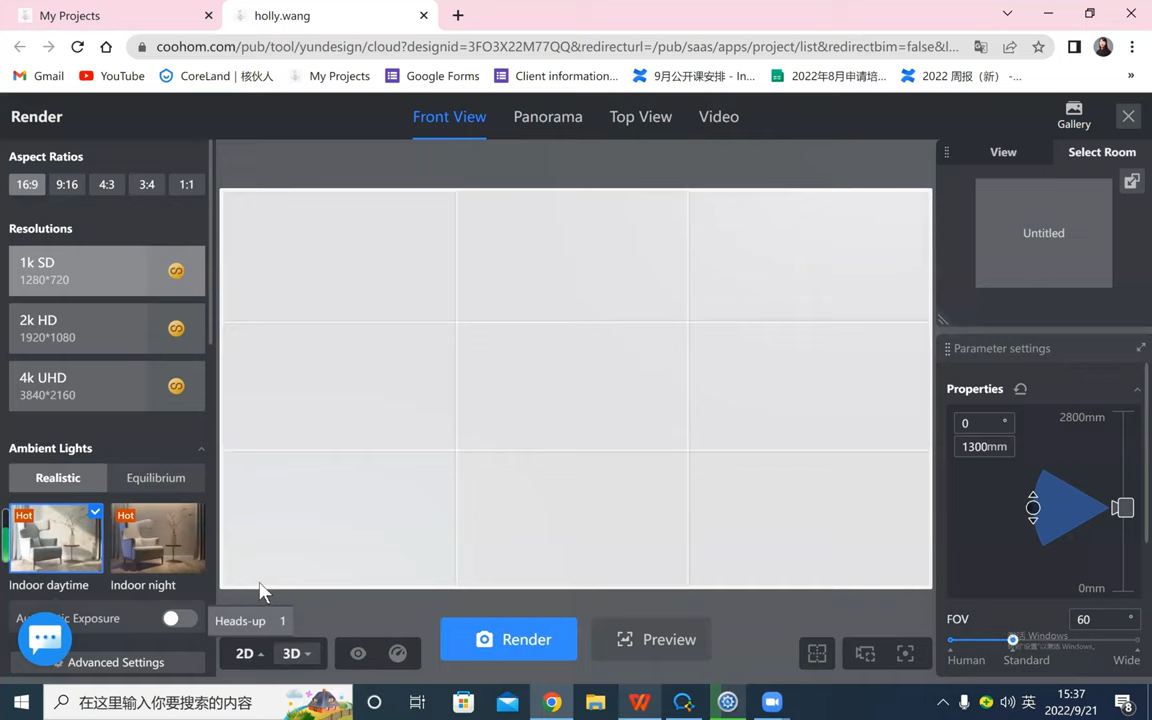 My Projects
holly.wang
coohom.com/pub/tool/yundesign/cloud?designid=3FO3X22M77QQ&redirecturl=/pub/saas/apps/project/list&redirectbim=false&l...
Gmail
YouTube
CoreLand | 核伙人
My Projects
Google Forms
Client information...
9月公开课安排 - In...
2022年8月申请培...
2022 周报（新） -...
»
Render
Front View
Panorama
Top View
Video
Gallery
Aspect Ratios
16:9
9:16
4:3
3:4
1:1
Resolutions
1k SD
1280*720
2k HD
1920*1080
4k UHD
3840*2160
Ambient Lights
Realistic
Equilibrium
Hot
Hot
Indoor daytime
Indoor night
Exposure
Advanced Settings
Heads-up 1
2D
3D
Render
Preview
View
Select Room
Untitled
Parameter settings
Properties
2800mm
0 °
1300mm
0mm
FOV
60 °
激活 Windows
Human
Standard
Wide
在这里输入你要搜索的内容
英
15:37
2022/9/21
8